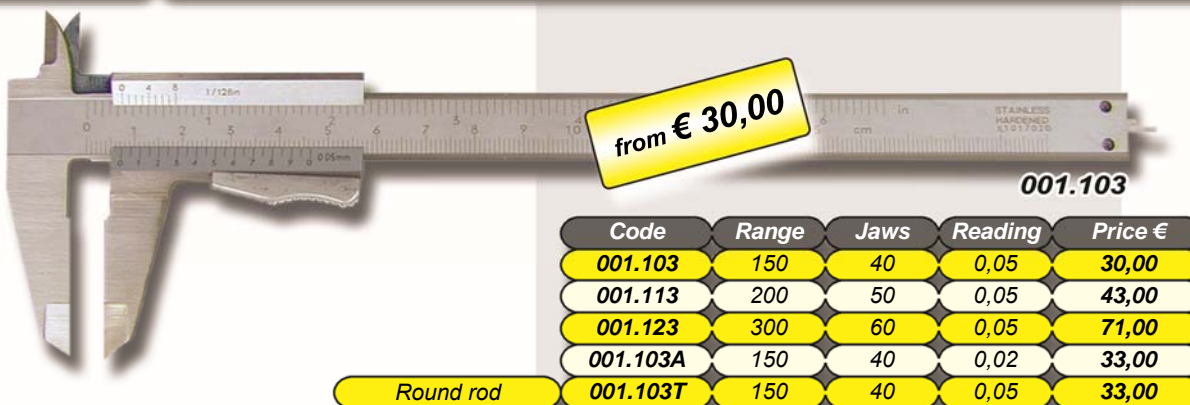 0 4 8 1/128in
in
0 1 2 3 4 5 6 7 8 9 10 cm
STAINLESS
HARDENED
0 1 2 3 4 5 6 7 8 9 0 0.05mm
from € 30,00
001.103
Code Range Jaws Reading Price €
001.103 150 40 0,05 30,00
001.113 200 50 0,05 43,00
001.123 300 60 0,05 71,00
001.103A 150 40 0,02 33,00
Round rod 001.103T 150 40 0,05 33,00